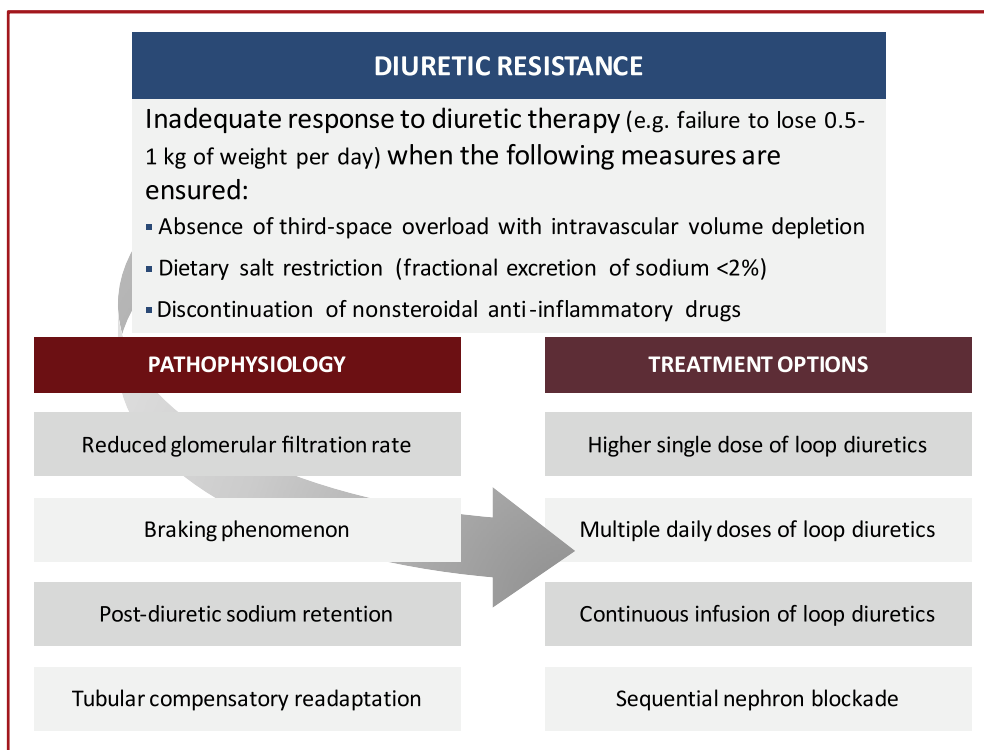 DIURETIC RESISTANCE
Inadequate response to diuretic therapy (e.g. failure to lose 0.5-
1 kg of weight per day) when the following measures are
ensured:
▪ Absence of third-space overload with intravascular volume depletion
▪ Dietary salt restriction (fractional excretion of sodium <2%)
▪ Discontinuation of nonsteroidal anti-inflammatory drugs
PATHOPHYSIOLOGY
Reduced glomerular filtration rate
Braking phenomenon
Post-diuretic sodium retention
Tubular compensatory readaptation
TREATMENT OPTIONS
Higher single dose of loop diuretics
Multiple daily doses of loop diuretics
Continuous infusion of loop diuretics
Sequential nephron blockade